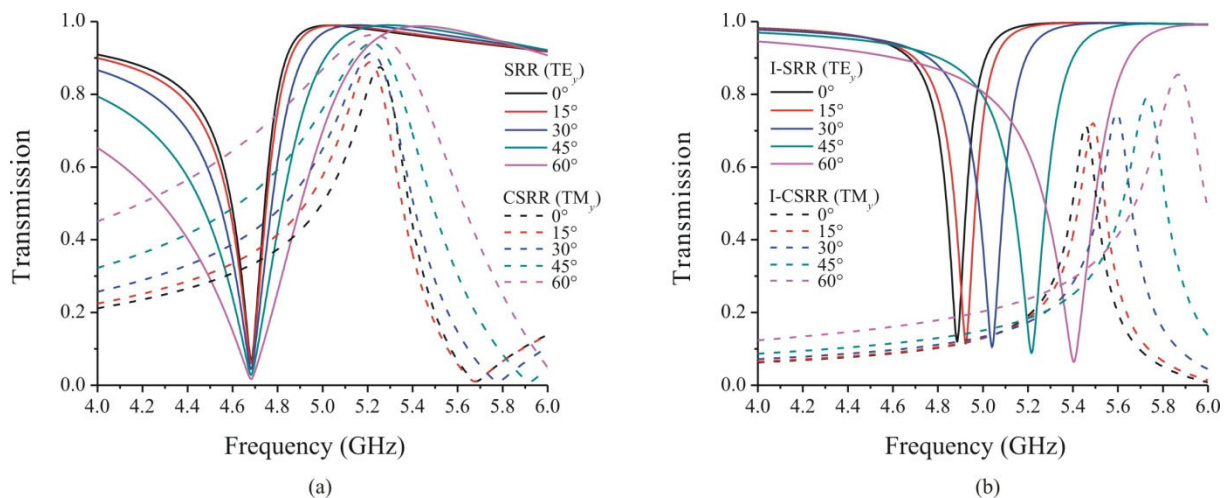 1.0
0.8
0.6
0.4
0.2
0.0
Transmission
SRR (TEy)
0°
15°
30°
45°
60°
CSRR (TMy)
0°
15°
30°
45°
60°
4.0 4.2 4.4 4.6 4.8 5.0 5.2 5.4 5.6 5.8 6.0
Frequency (GHz)
(a)
1.0
0.8
0.6
0.4
0.2
0.0
Transmission
I-SRR (TEy)
0°
15°
30°
45°
60°
I-CSRR (TMy)
0°
15°
30°
45°
60°
4.0 4.2 4.4 4.6 4.8 5.0 5.2 5.4 5.6 5.8 6.0
Frequency (GHz)
(b)